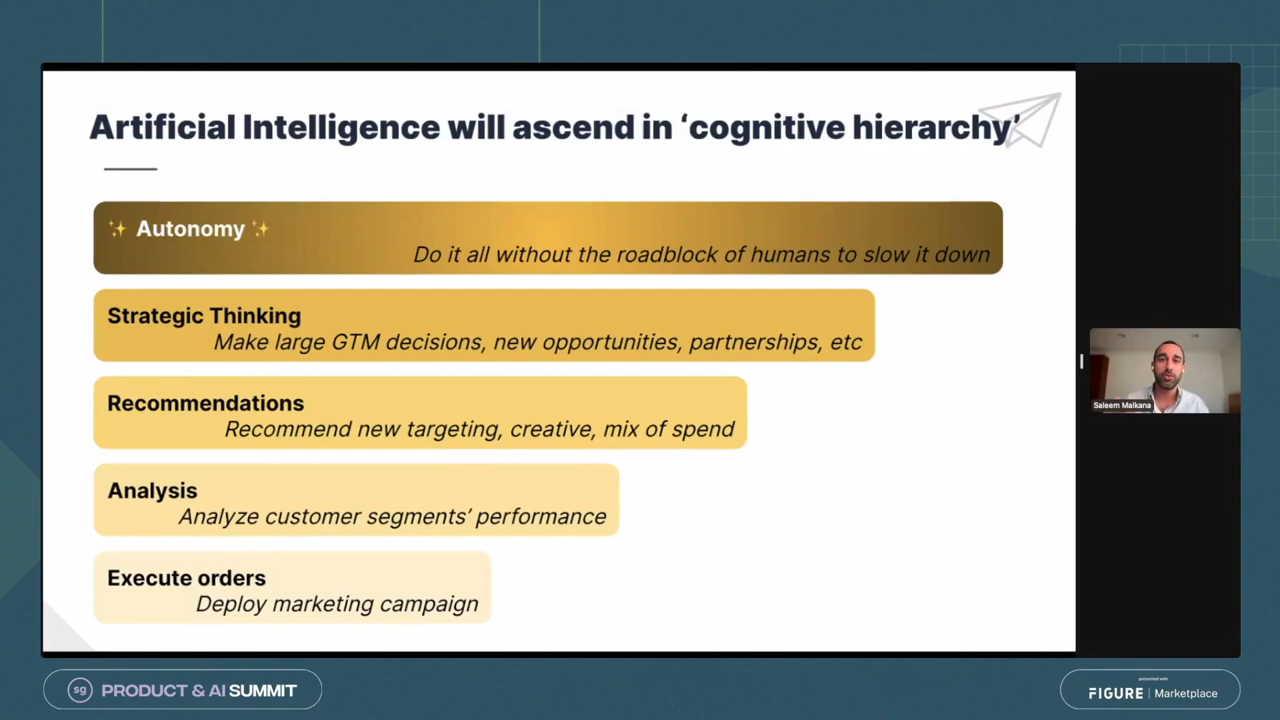 Artificial Intelligence will ascend in ‘cognitive hierarchy’
✨ Autonomy ✨
Do it all without the roadblock of humans to slow it down
Strategic Thinking
Make large GTM decisions, new opportunities, partnerships, etc
Recommendations
Recommend new targeting, creative, mix of spend
Analysis
Analyze customer segments’ performance
Execute orders
Deploy marketing campaign
Saleem Malkana
sg PRODUCT & AI SUMMIT
presented with
FIGURE | Marketplace